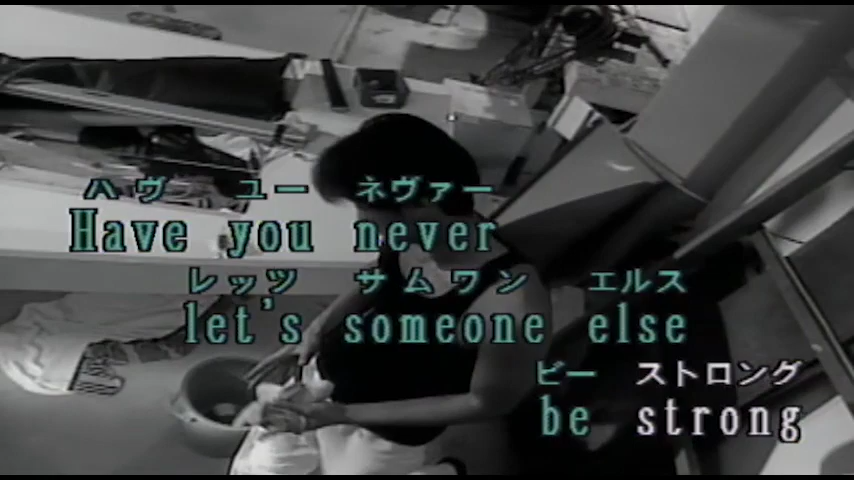 ハヴ ユー ネヴァー
Have you never
レッツ サムワン エルス
let's someone else
ビー ストロング
be strong